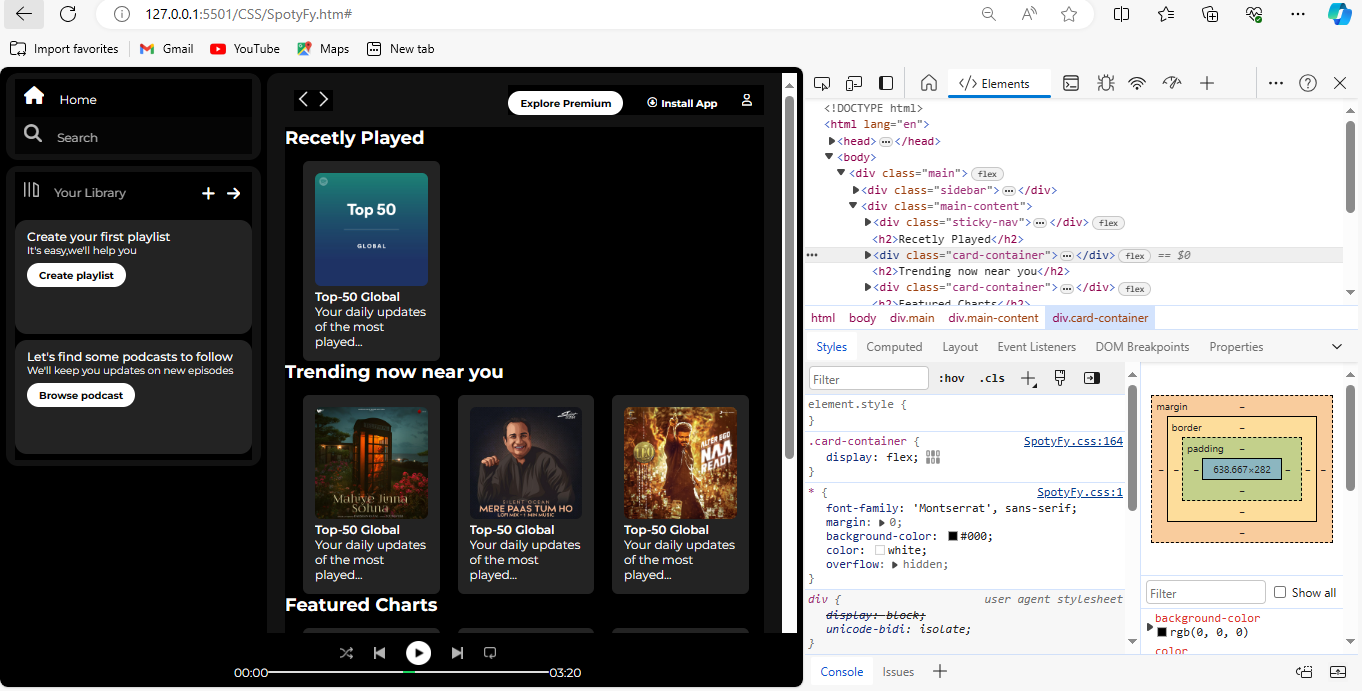 127.0.0.1:5501/CSS/SpotyFy.htm#
Import favorites
Gmail
YouTube
Maps
New tab
Home
Search
Your Library
Create your first playlist
It's easy,we'll help you
Create playlist
Let's find some podcasts to follow
We'll keep you updates on new episodes
Browse podcast
Explore Premium
Install App
Recetly Played
Top 50
GLOBAL
Top-50 Global
Your daily updates
of the most
played...
Trending now near you
Mahiye Jinna
Sohna
Top-50 Global
Your daily updates
of the most
played...
SILENT OCEAN
MERE PAAS TUM HO
LOFI MIX - 1 MIN MUSIC
Top-50 Global
Your daily updates
of the most
played...
ALTER EGO
NAA
READY
Top-50 Global
Your daily updates
of the most
played...
Featured Charts
00:00
03:20
Elements
<!DOCTYPE html>
<html lang="en">
<head> … </head>
<body>
<div class="main"> flex
<div class="sidebar"> … </div>
<div class="main-content">
<div class="sticky-nav"> … </div> flex
<h2>Recetly Played</h2>
<div class="card-container"> … </div> flex == $0
<h2>Trending now near you</h2>
<div class="card-container"> … </div> flex
<h2>Featured Charts</h2>
html body div.main div.main-content div.card-container
Styles Computed Layout Event Listeners DOM Breakpoints Properties
Filter
:hov .cls
element.style {
}
.card-container { SpotyFy.css:164
display: flex;
}
* { SpotyFy.css:1
font-family: 'Montserrat', sans-serif;
margin: 0;
background-color: #000;
color: white;
overflow: hidden;
}
div { user agent stylesheet
display: block;
unicode-bidi: isolate;
}
margin –
border –
padding –
– – – 638.667×282 – – –
–
–
–
Filter
Show all
background-color
rgb(0, 0, 0)
color
Console Issues